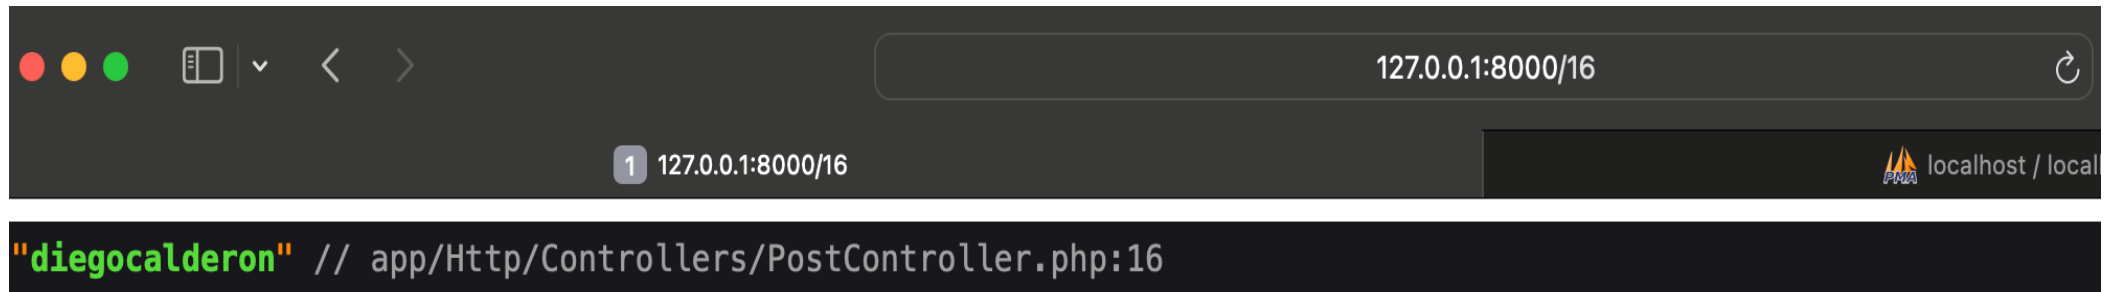 127.0.0.1:8000/16
1 127.0.0.1:8000/16
PMA localhost / local
"diegocalderon" // app/Http/Controllers/PostController.php:16